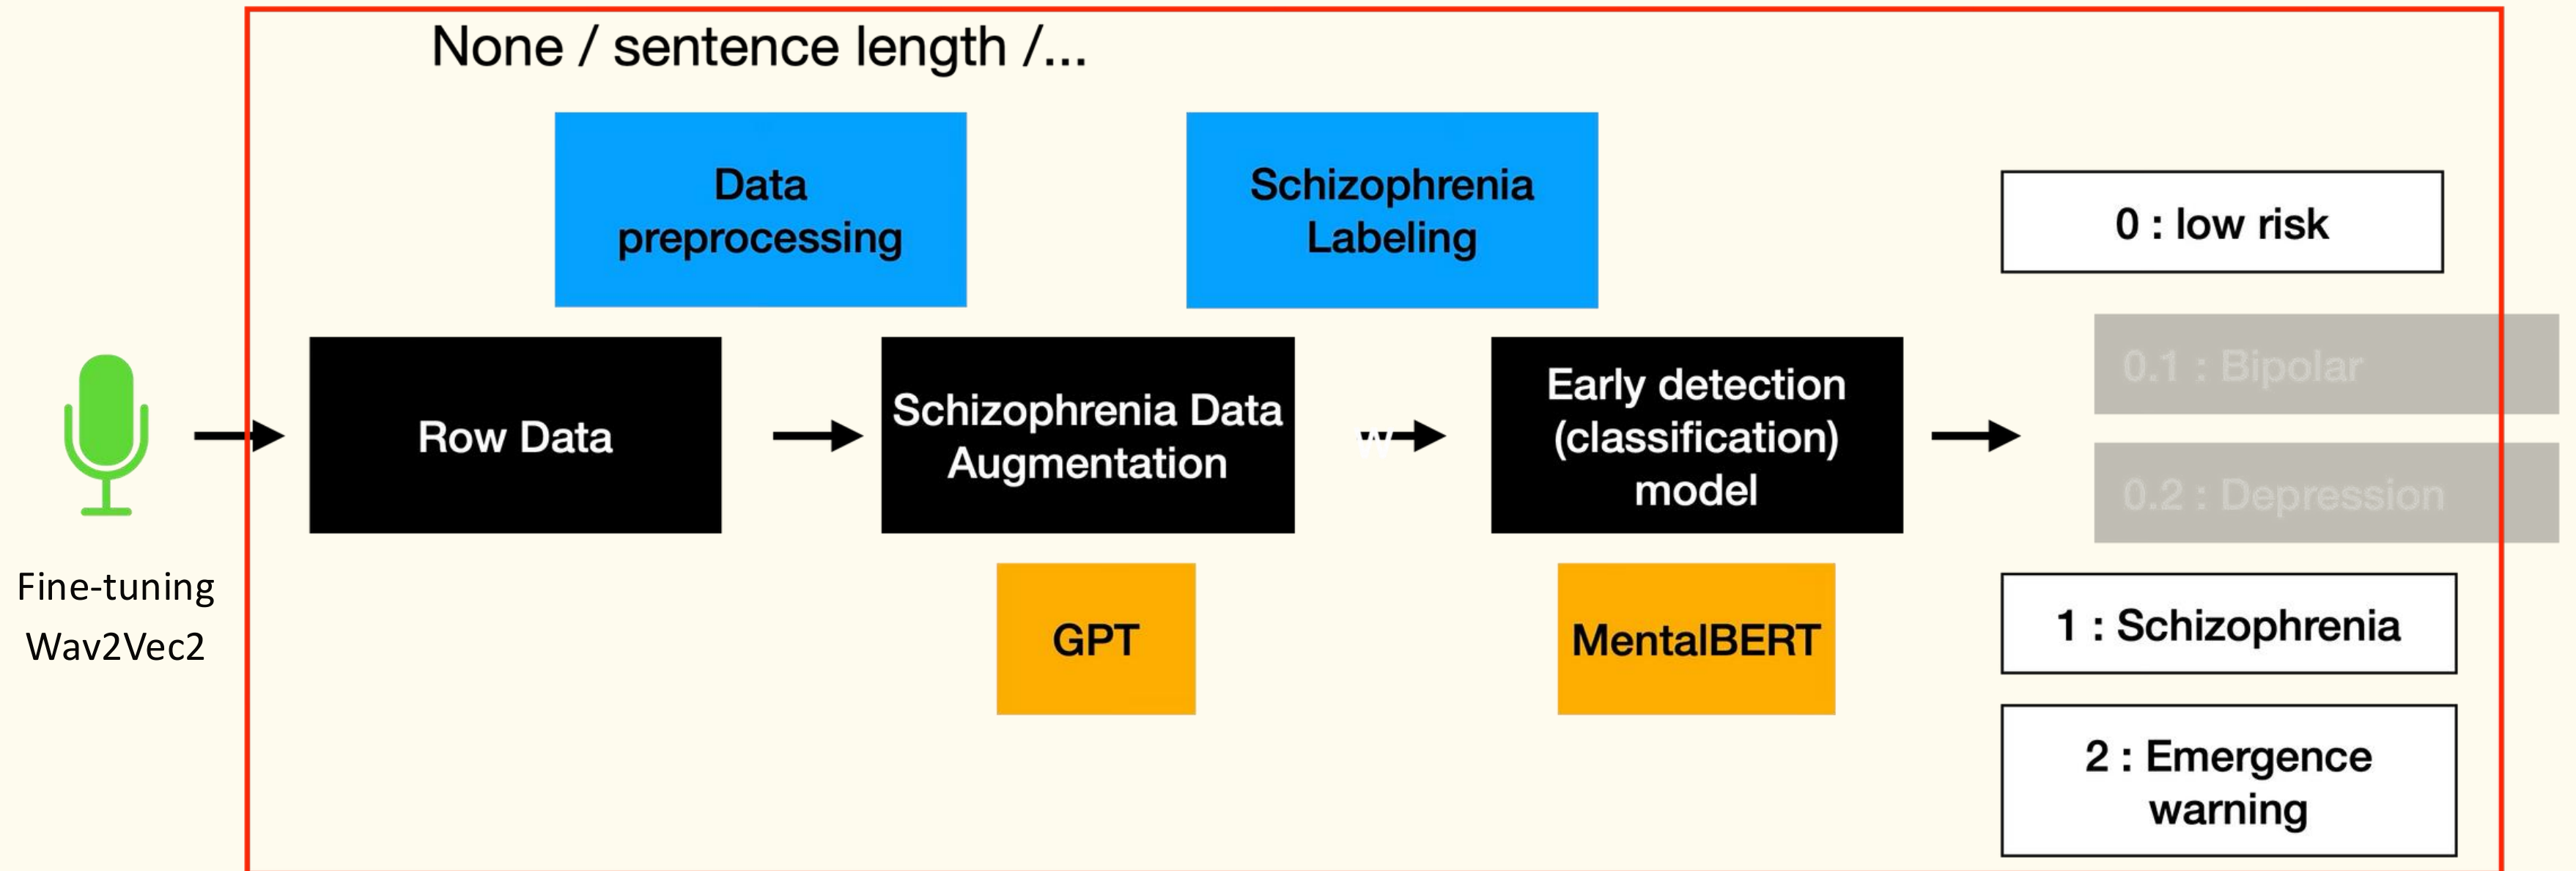 None / sentence length /...
Data
preprocessing
Schizophrenia
Labeling
0 : low risk
0.1 : Bipolar
0.2 : Depression
Row Data
Schizophrenia Data
Augmentation
w
Early detection
(classification)
model
Fine-tuning
Wav2Vec2
GPT
MentalBERT
1 : Schizophrenia
2 : Emergence
warning